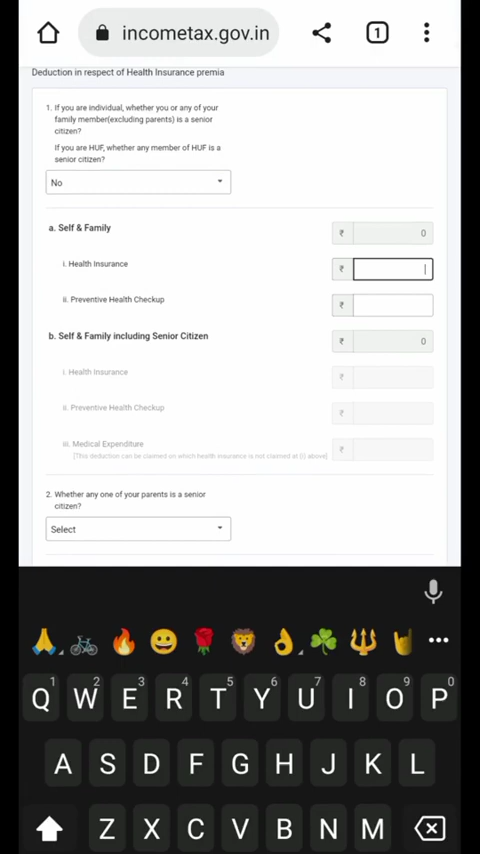 incometax.gov.in
1
Deduction in respect of Health Insurance premia
1. If you are individual, whether you or any of your
family member(excluding parents) is a senior
citizen?
If you are HUF, whether any member of HUF is a
senior citizen?
No
a. Self & Family
₹ 0
i. Health Insurance
₹
ii. Preventive Health Checkup
₹
b. Self & Family including Senior Citizen
₹ 0
i. Health Insurance
₹
ii. Preventive Health Checkup
₹
iii. Medical Expenditure
₹
[This deduction can be claimed on which health insurance is not claimed at (i) above]
2. Whether any one of your parents is a senior
citizen?
Select
1 2 3 4 5 6 7 8 9 0
Q W E R T Y U I O P
A S D F G H J K L
Z X C V B N M